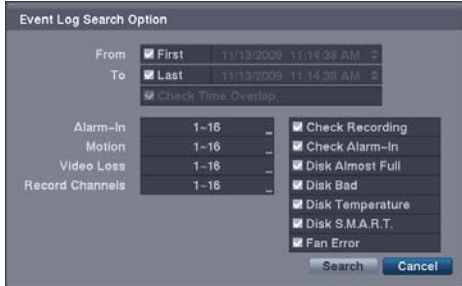 Event Log Search Option
From First 11/13/2009 11:14:38 AM
To Last 11/13/2009 11:14:38 AM
Check Time Overlap
Alarm-In 1~16 ...
Motion 1~16 ...
Video Loss 1~16 ...
Record Channels 1~16 ...
Check Recording
Check Alarm-In
Disk Almost Full
Disk Bad
Disk Temperature
Disk S.M.A.R.T.
Fan Error
Search Cancel